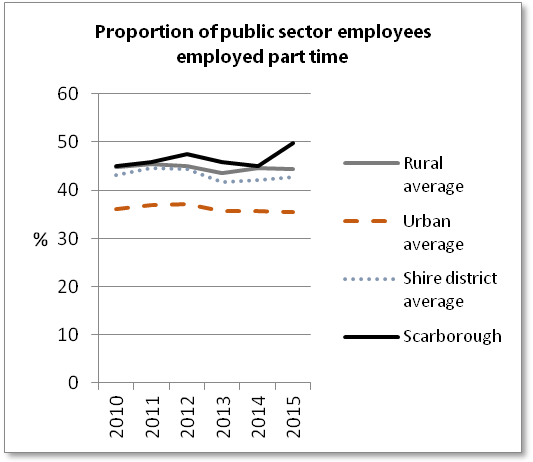 Proportion of public sector employees
employed part time
60
50
40
30
20
10
0
%
2010
2011
2012
2013
2014
2015
Rural
average
Urban
average
Shire district
average
Scarborough